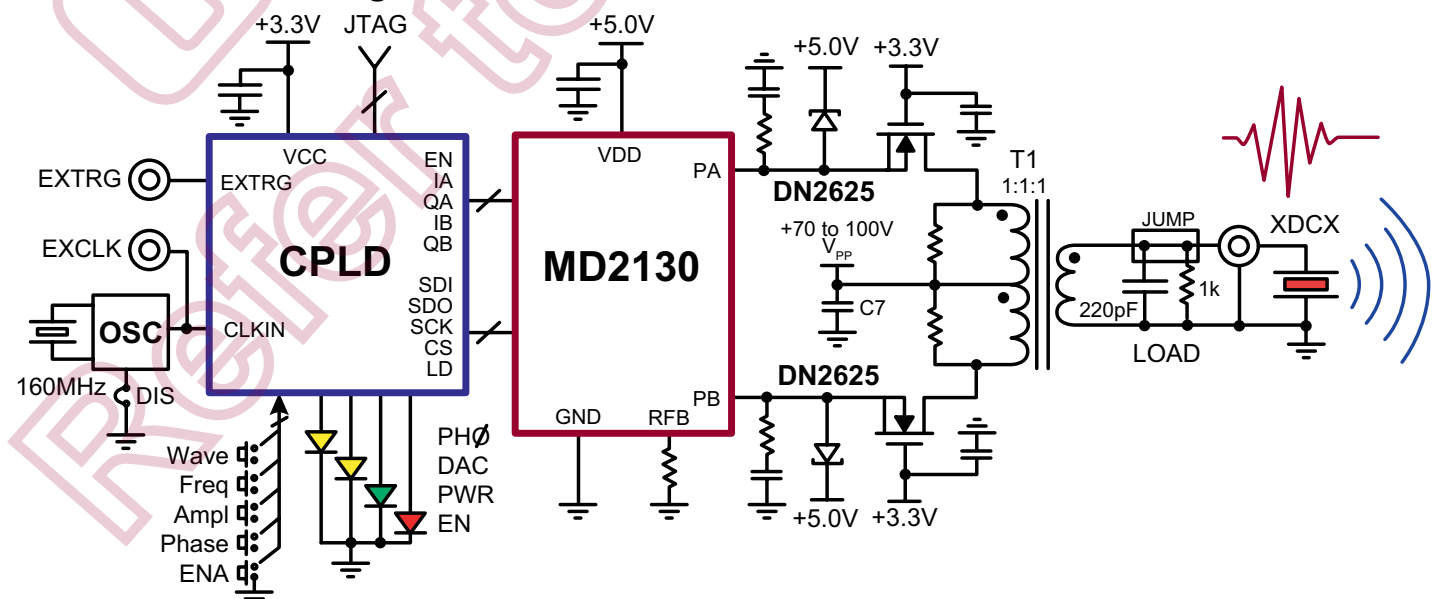 Refer to
+3.3V
JTAG
+5.0V
+5.0V
+3.3V
VCC
EXTRG
EXTRG
EN
IA
QA
IB
QB
CPLD
SDI
SDO
SCK
CS
LD
EXCLK
OSC
CLKIN
160MHz
DIS
Wave
Freq
Ampl
Phase
ENA
PHØ
DAC
PWR
EN
VDD
PA
MD2130
PB
GND
RFB
DN2625
+70 to 100V
VPP
C7
DN2625
+5.0V
+3.3V
T1
1:1:1
JUMP
XDCX
220pF
1k
LOAD